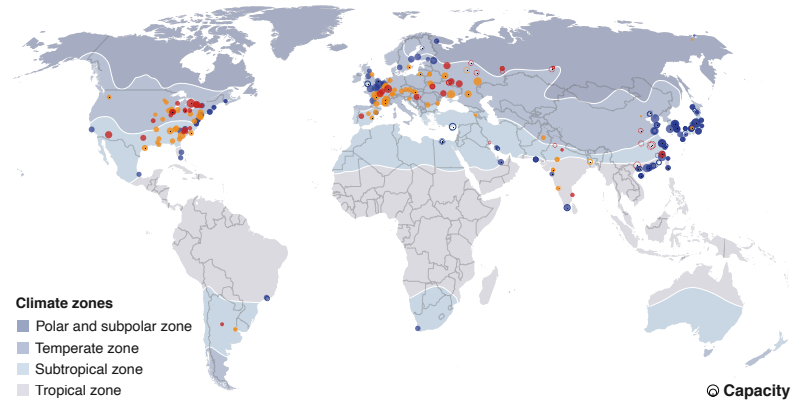 Climate zones
Polar and subpolar zone
Temperate zone
Subtropical zone
Tropical zone
Capacity